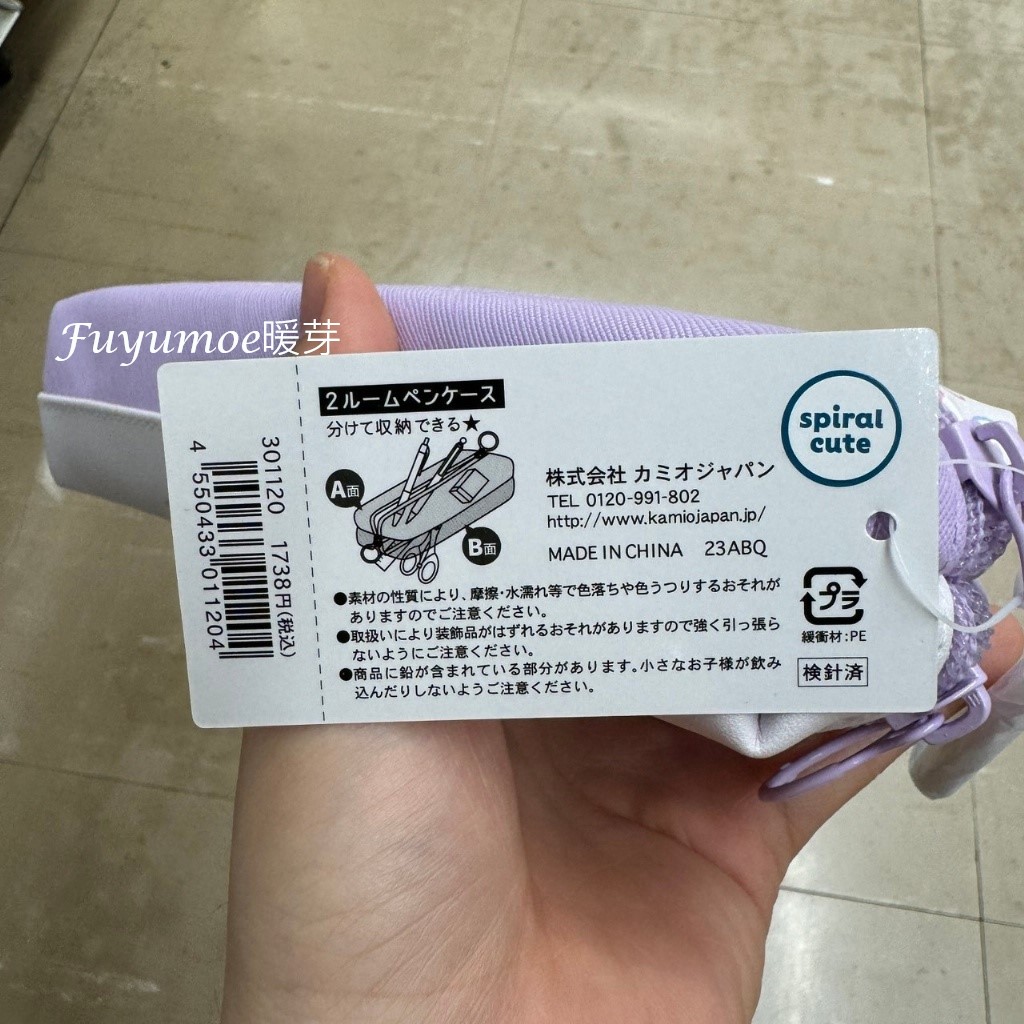 Fuyumoe暖芽
2ルームペンケース
分けて収納できる★
A面
B面
spiral
cute
株式会社 カミオジャパン
TEL 0120-991-802
http://www.kamiojapan.jp/
MADE IN CHINA 23ABQ
●素材の性質により、摩擦・水濡れ等で色落ちや色うつりするおそれが
ありますのでご注意ください。
●取扱いにより装飾品がはずれるおそれがありますので強く引っ張ら
ないようにご注意ください。
●商品に鉛が含まれている部分があります。小さなお子様が飲み
込んだりしないようご注意ください。
プラ
緩衝材:PE
検針済
301120 1738円(税込)
4 550433 011204